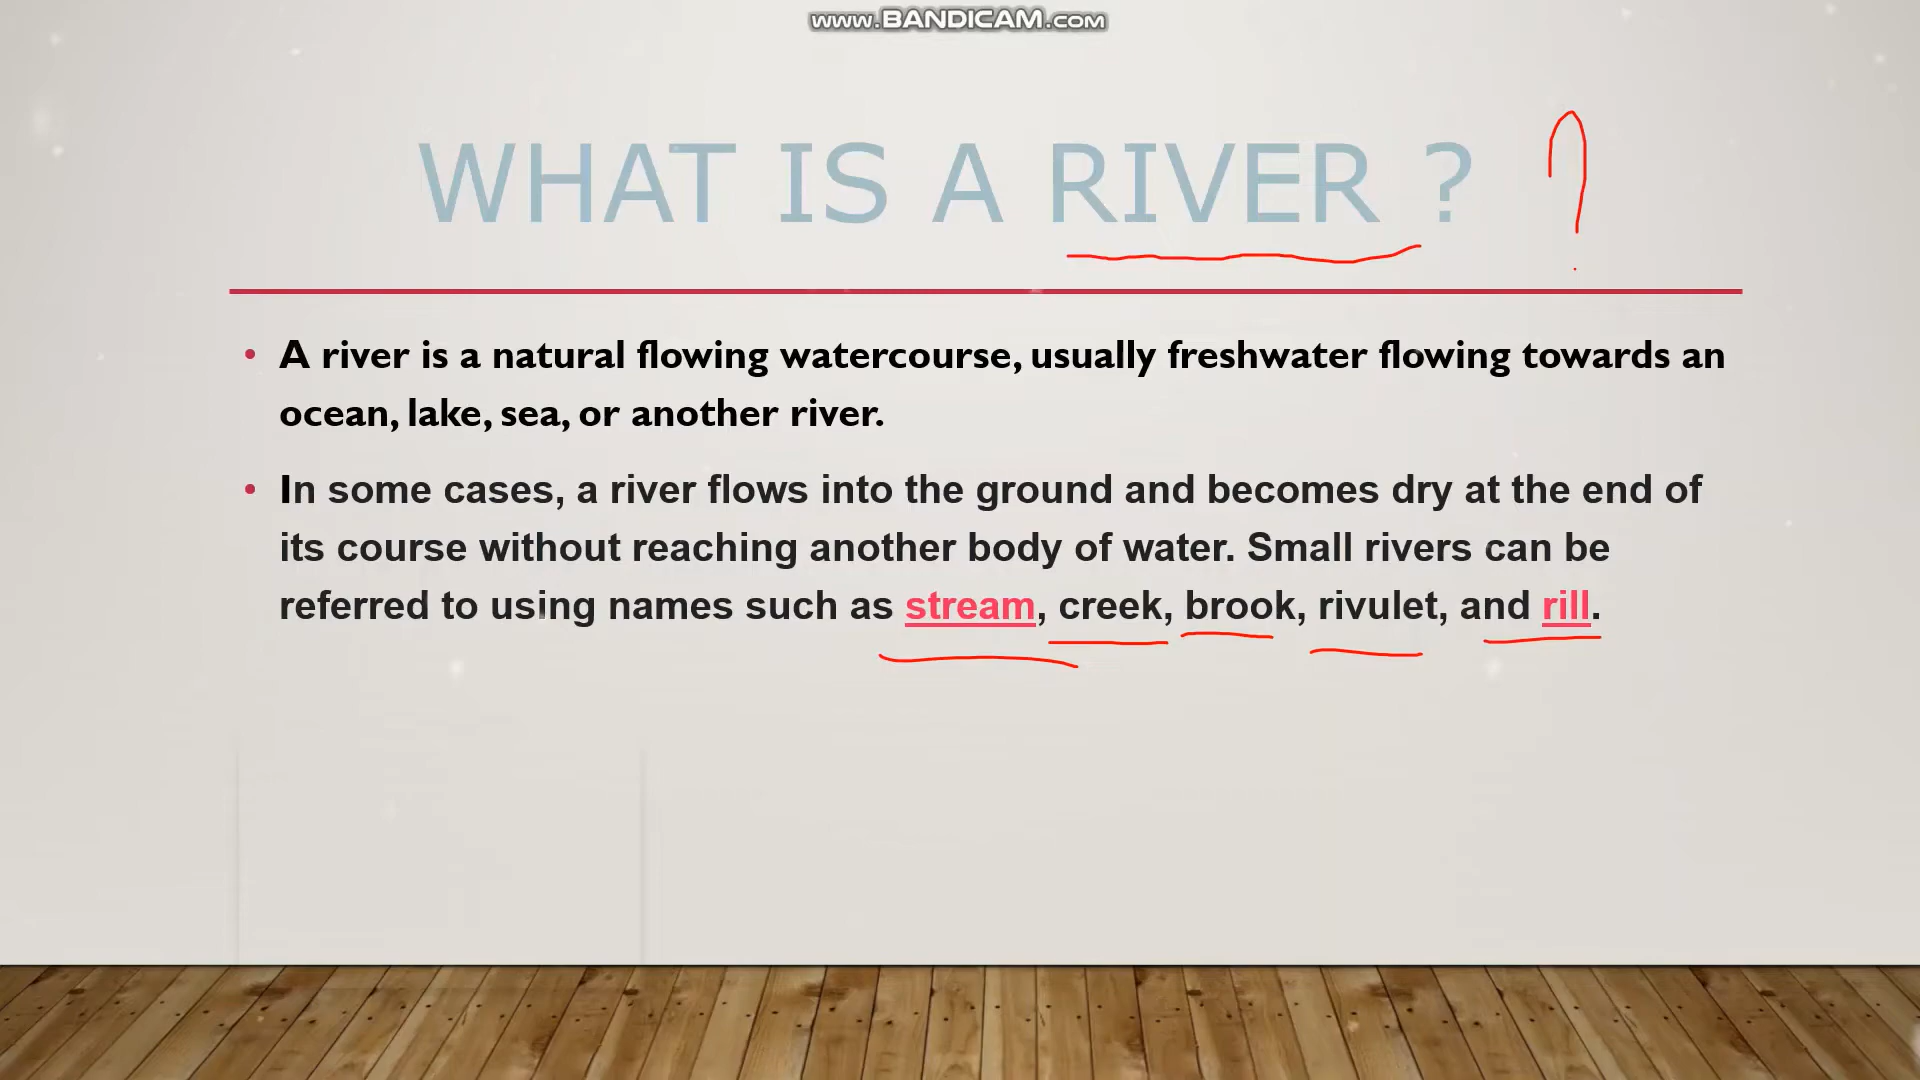 www.BANDICAM.com
WHAT IS A RIVER ?
?
• A river is a natural flowing watercourse, usually freshwater flowing towards an
ocean, lake, sea, or another river.
• In some cases, a river flows into the ground and becomes dry at the end of
its course without reaching another body of water. Small rivers can be
referred to using names such as stream, creek, brook, rivulet, and rill.